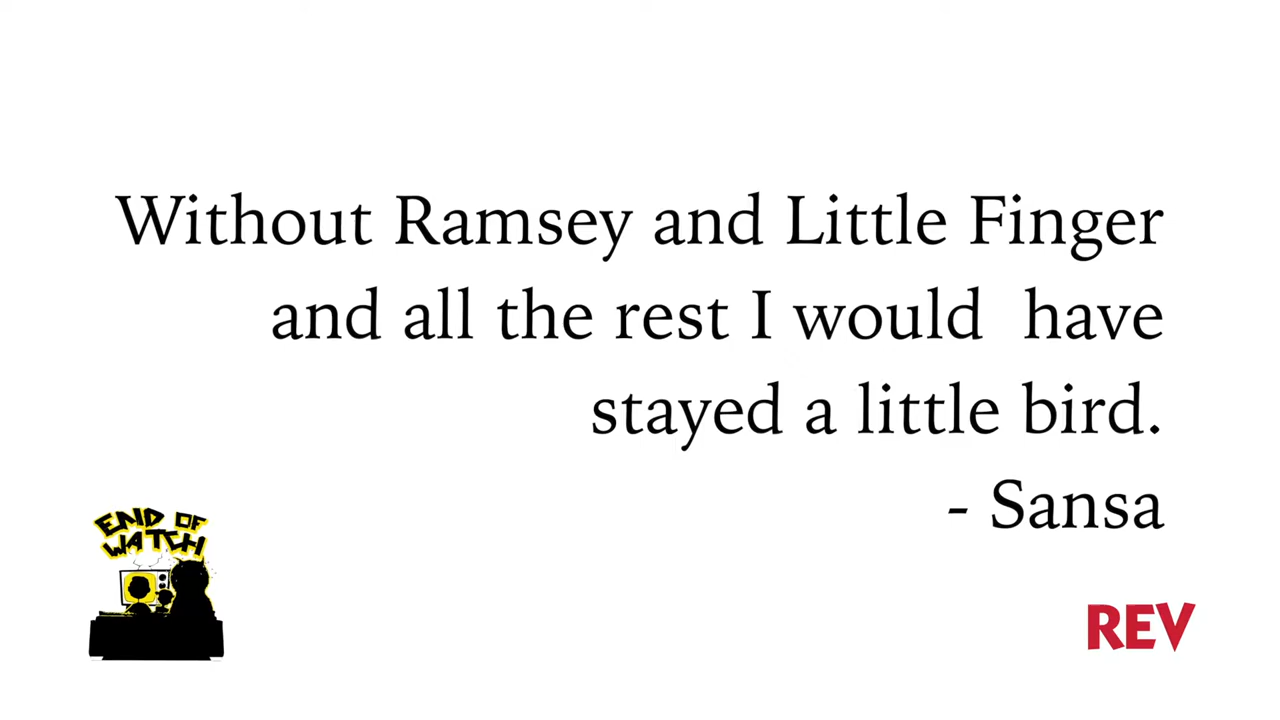 Without Ramsey and Little Finger
and all the rest I would  have
stayed a little bird.
- Sansa
END OF
WATCH
REV